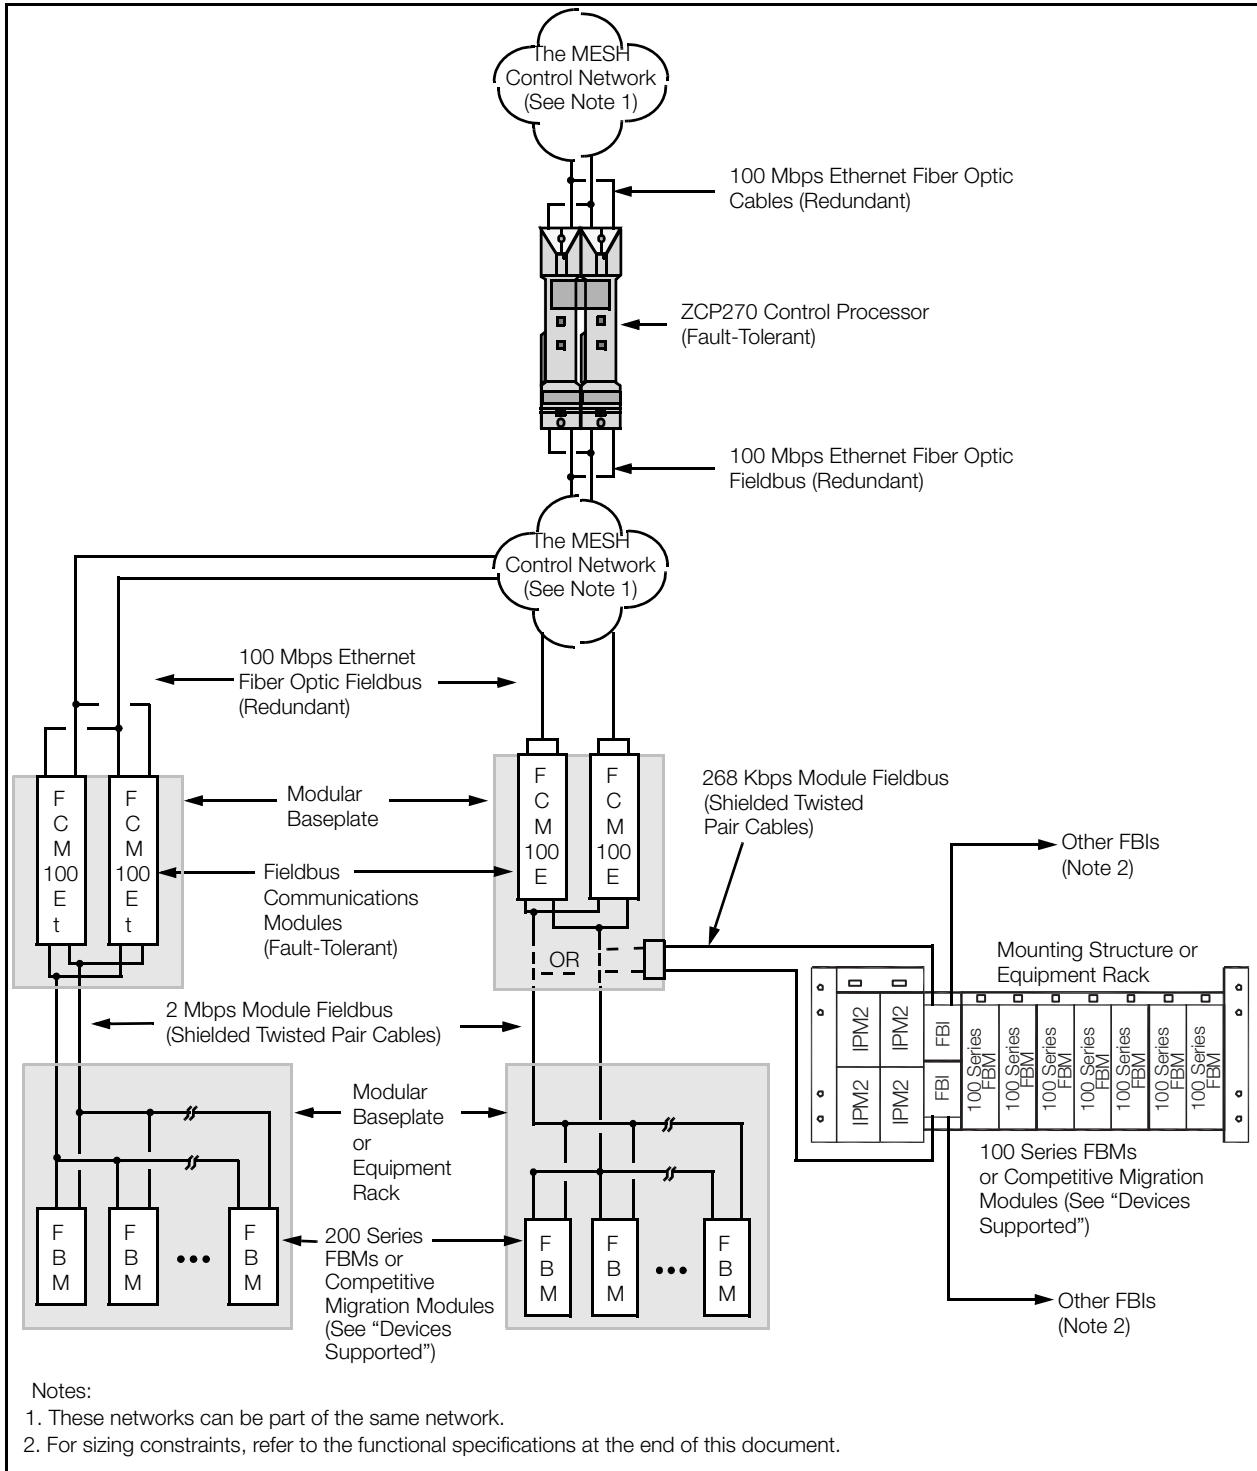 The MESH
Control Network
(See Note 1)
100 Mbps Ethernet Fiber Optic
Cables (Redundant)
ZCP270 Control Processor
(Fault-Tolerant)
100 Mbps Ethernet Fiber Optic
Fieldbus (Redundant)
The MESH
Control Network
(See Note 1)
100 Mbps Ethernet
Fiber Optic Fieldbus
(Redundant)
F
C
M
100
E
t
F
C
M
100
E
t
Modular
Baseplate
Fieldbus
Communications
Modules
(Fault-Tolerant)
F
C
M
100
E
F
C
M
100
E
OR
268 Kbps Module Fieldbus
(Shielded Twisted
Pair Cables)
Other FBIs
(Note 2)
Mounting Structure or
Equipment Rack
IPM2
IPM2
FBI
IPM2
IPM2
FBI
100 Series
FBM
100 Series
FBM
100 Series
FBM
100 Series
FBM
100 Series
FBM
100 Series
FBM
100 Series
FBM
2 Mbps Module Fieldbus
(Shielded Twisted Pair Cables)
Modular
Baseplate
or
Equipment
Rack
100 Series FBMs
or Competitive Migration
Modules (See “Devices
Supported”)
F
B
M
F
B
M
F
B
M
200 Series
FBMs or
Competitive
Migration Modules
(See “Devices
Supported”)
F
B
M
F
B
M
F
B
M
Other FBIs
(Note 2)
Notes:
1. These networks can be part of the same network.
2. For sizing constraints, refer to the functional specifications at the end of this document.